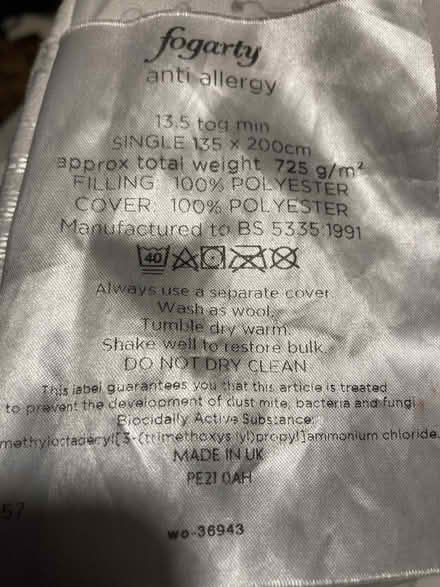 fogarty
anti allergy
13.5 tog min
SINGLE 135 x 200cm
approx total weight 725 g/m²
FILLING: 100% POLYESTER
COVER: 100% POLYESTER
Manufactured to BS 5335:1991
40
Always use a separate cover.
Wash as wool.
Tumble dry warm.
Shake well to restore bulk.
DO NOT DRY CLEAN
This label guarantees you that this article is treated
to prevent the development of dust mite, bacteria and fungi.
Biocidally Active Substance:
methyloctadecyl[3-(trimethoxysilyl)propyl]ammonium chloride.
MADE IN UK
PE21 0AH
57
wo-36943